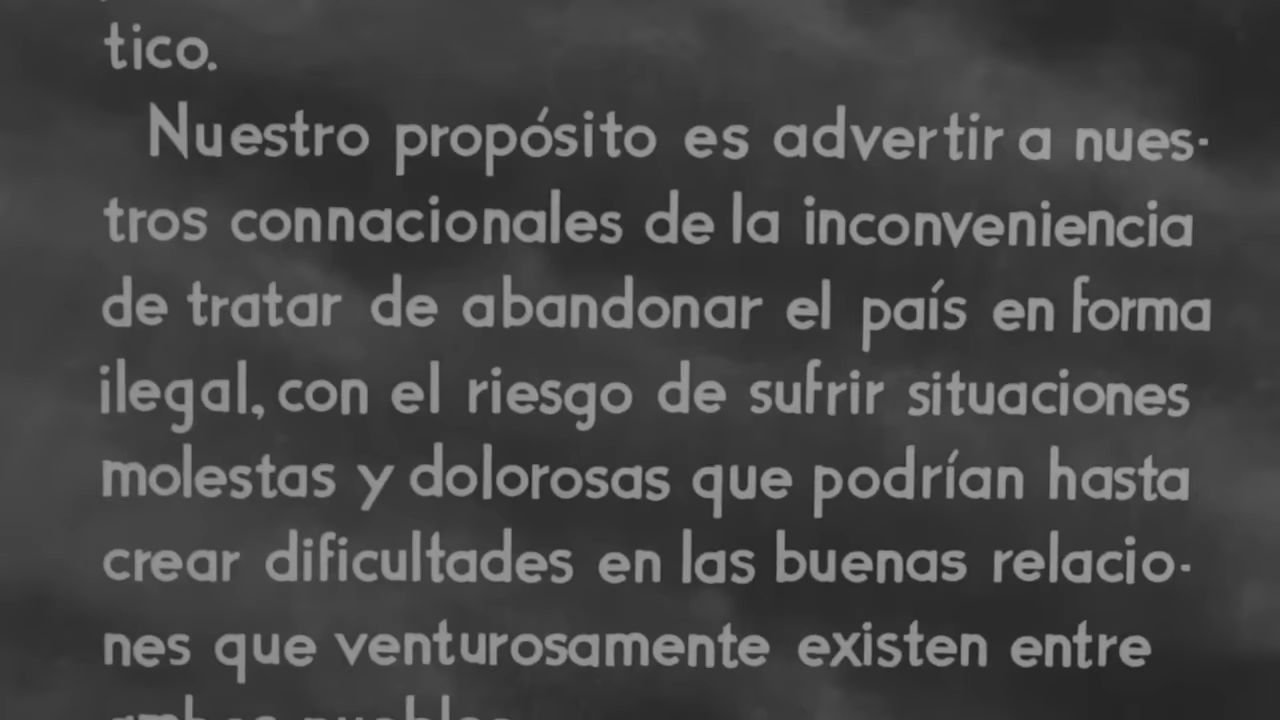 tico.
Nuestro propósito es advertir a nues-
tros connacionales de la inconveniencia
de tratar de abandonar el país en forma
ilegal, con el riesgo de sufrir situaciones
molestas y dolorosas que podrían hasta
crear dificultades en las buenas relacio-
nes que venturosamente existen entre
ambos pueblos